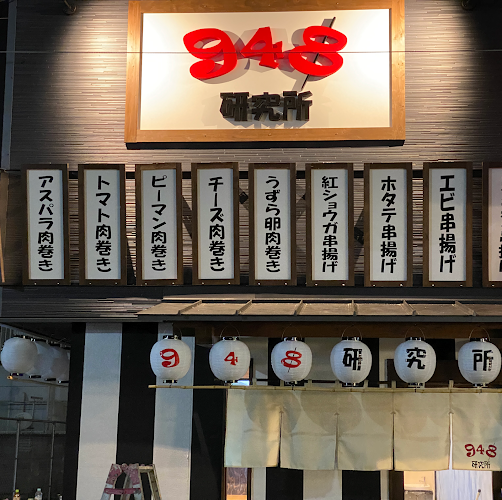 948
研究所
アスパラ肉巻き
トマト肉巻き
ピーマン肉巻き
チーズ肉巻き
うずら卵肉巻き
紅ショウガ串揚げ
ホタテ串揚げ
エビ串揚げ
948研究所
948
研究所